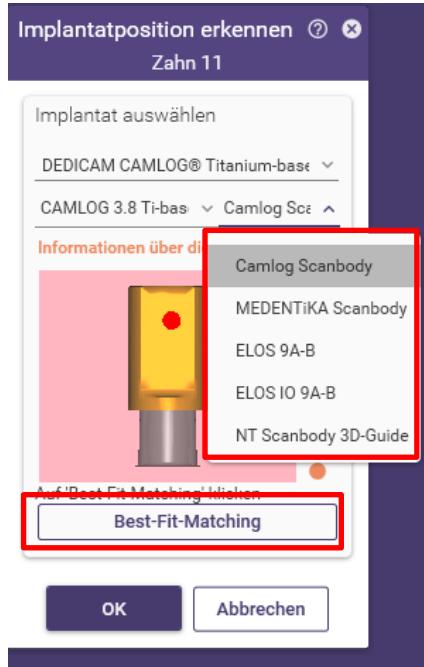 Implantatposition erkennen
Zahn 11
Implantat auswählen
DEDICAM CAMLOG® Titanium-base
CAMLOG 3.8 Ti-bas Camlog Sca
Informationen über di
Camlog Scanbody
MEDENTiKA Scanbody
ELOS 9A-B
ELOS IO 9A-B
NT Scanbody 3D-Guide
Auf 'Best-Fit-Matching' klicken
Best-Fit-Matching
OK Abbrechen